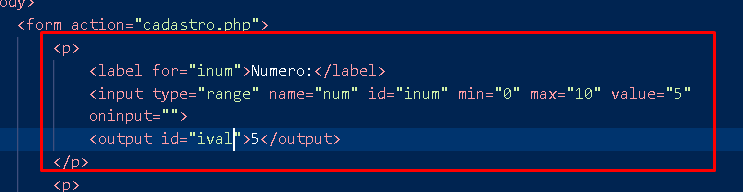 ody>
<form action="cadastro.php">
<p>
<label for="inum">Numero:</label>
<input type="range" name="num" id="inum" min="0" max="10" value="5"
oninput="">
<output id="ival">5</output>
</p>
<p>